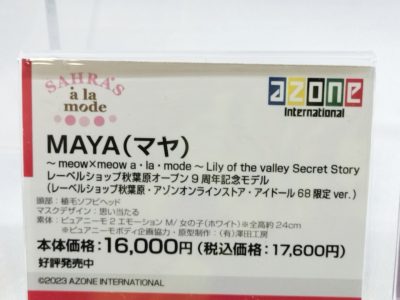 SAHRA'S
à la
mode
azone
International
MAYA(マヤ)
~ meow×meow a・la・mode ~ Lily of the valley Secret Story
レーベルショップ秋葉原オープン9周年記念モデル
(レーベルショップ秋葉原・アゾンオンラインストア・アイドール68限定 ver.)
頭部：植毛ソフビヘッド
マスクデザイン：思い当たる
素体：ピュアニーモ2エモーション M/ 女の子(ホワイト)※全高約24cm
※ピュアニーモボディ企画協力・原型制作：(有)澤田工房
本体価格：16,000円(税込価格：17,600円)
好評発売中
©2023 AZONE INTERNATIONAL